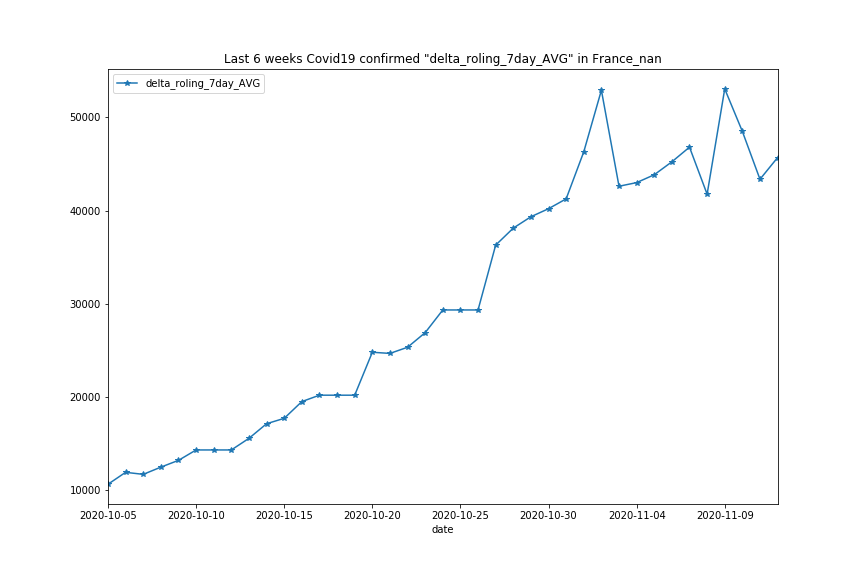 Last 6 weeks Covid19 confirmed "delta_roling_7day_AVG" in France_nan
delta_roling_7day_AVG
50000
40000
30000
20000
10000
2020-10-05 2020-10-10 2020-10-15 2020-10-20 2020-10-25 2020-10-30 2020-11-04 2020-11-09
date